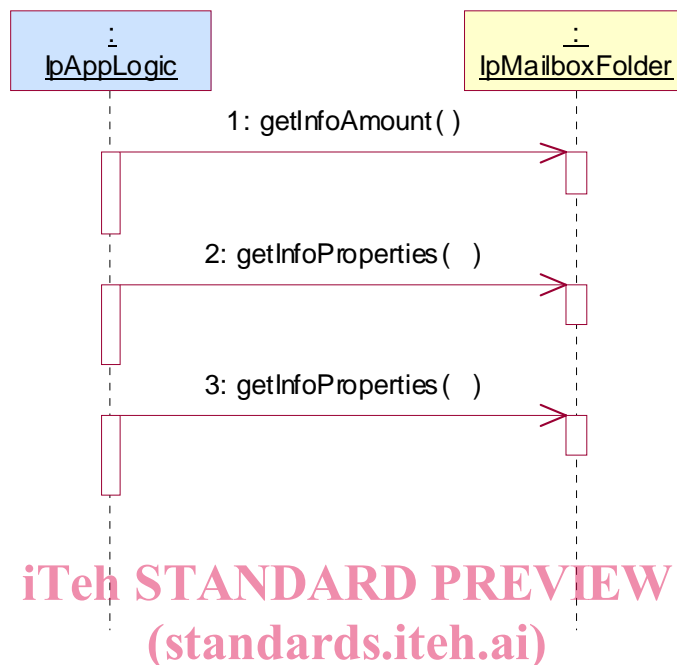 :
IpAppLogic
:
IpMailboxFolder
1: getInfoAmount( )
2: getInfoProperties( )
3: getInfoProperties( )
iTeh STANDARD PREVIEW
(standards.iteh.ai)